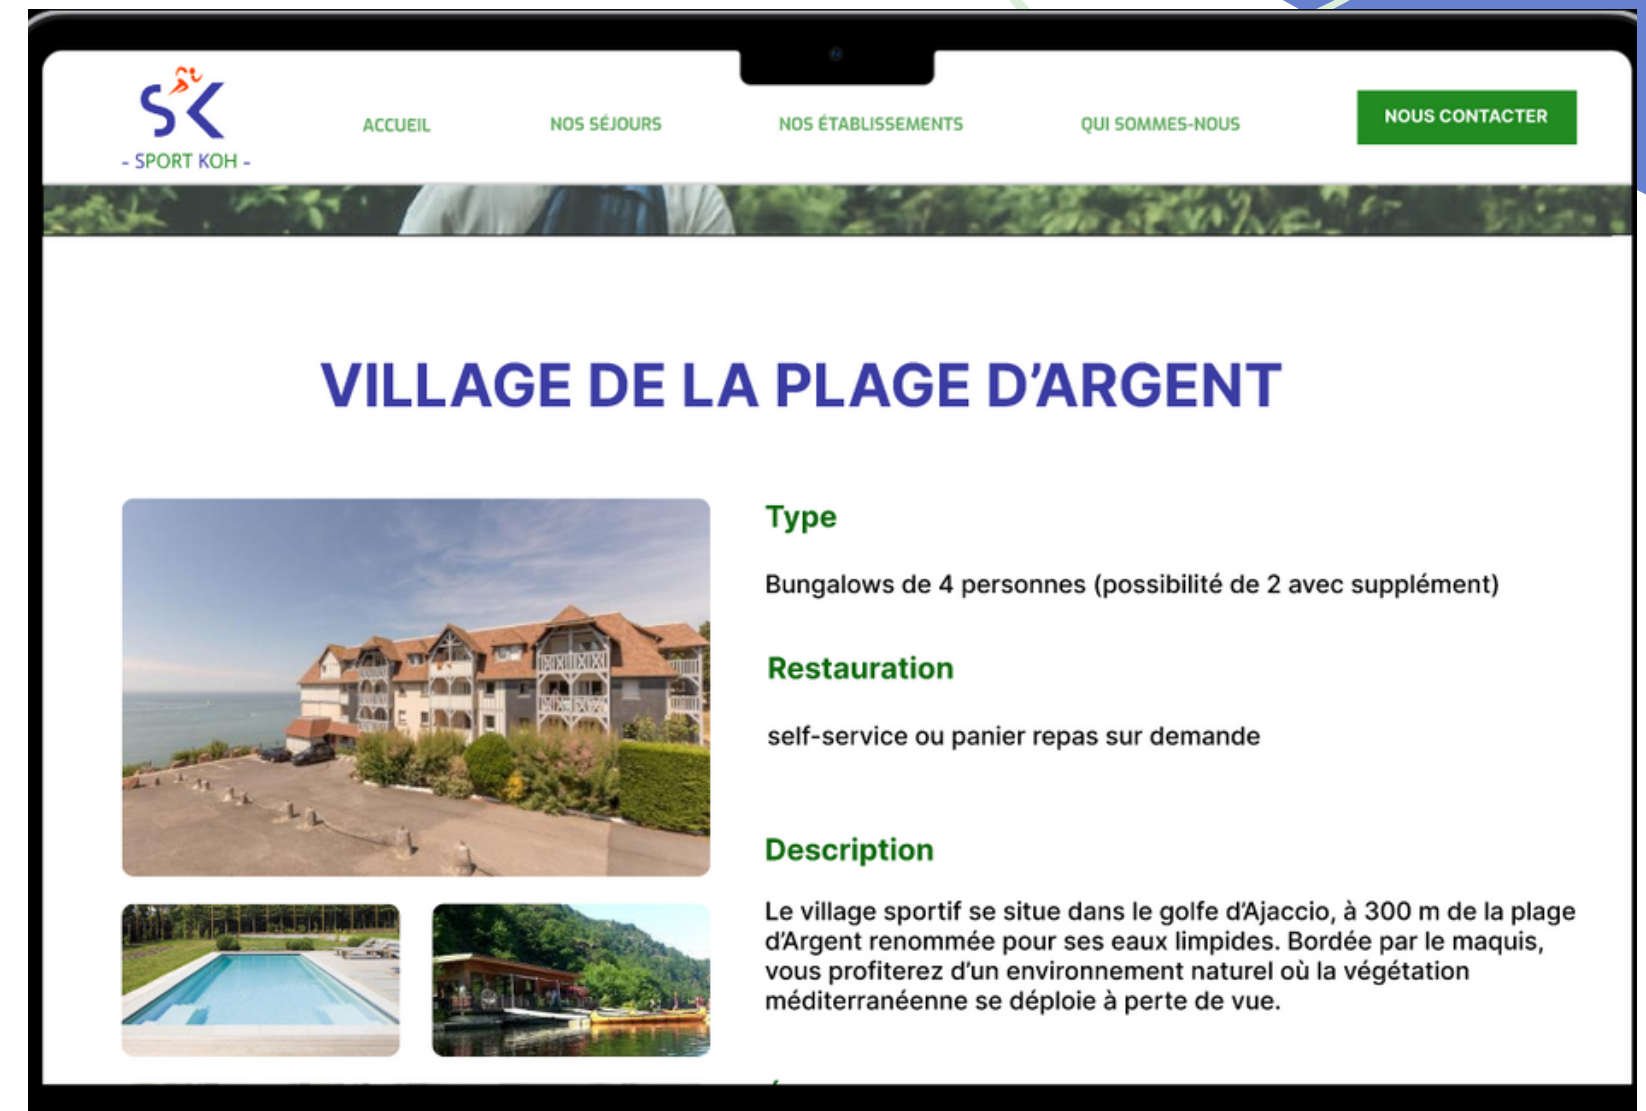 SK
- SPORT KOH -
ACCUEIL
NOS SÉJOURS
NOS ÉTABLISSEMENTS
QUI SOMMES-NOUS
NOUS CONTACTER
VILLAGE DE LA PLAGE D’ARGENT
Type
Bungalows de 4 personnes (possibilité de 2 avec supplément)
Restauration
self-service ou panier repas sur demande
Description
Le village sportif se situe dans le golfe d’Ajaccio, à 300 m de la plage
d’Argent renommée pour ses eaux limpides. Bordée par le maquis,
vous profiterez d’un environnement naturel où la végétation
méditerranéenne se déploie à perte de vue.